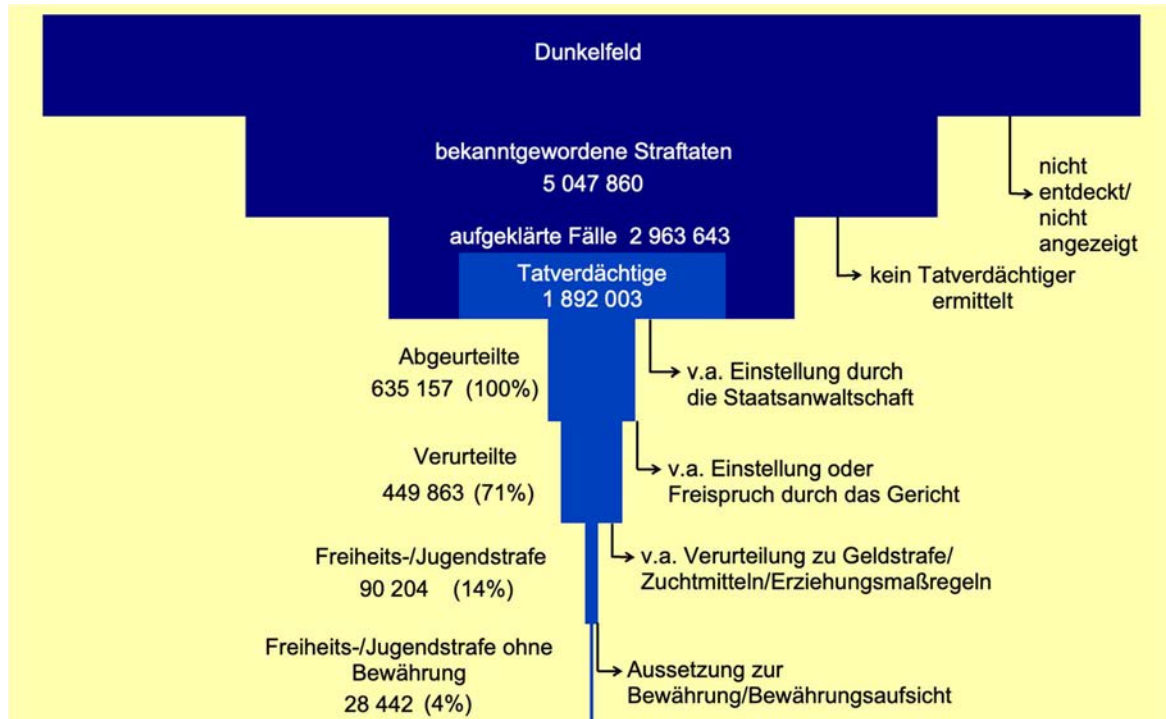 Dunkelfeld
bekanntgewordene Straftaten
5 047 860
nicht
entdeckt/
nicht
angezeigt
aufgeklärte Fälle 2 963 643
kein Tatverdächtiger
ermittelt
Tatverdächtige
1 892 003
Abgeurteilte
635 157 (100%)
v.a. Einstellung durch
die Staatsanwaltschaft
Verurteilte
449 863 (71%)
v.a. Einstellung oder
Freispruch durch das Gericht
Freiheits-/Jugendstrafe
90 204 (14%)
v.a. Verurteilung zu Geldstrafe/
Zuchtmitteln/Erziehungsmaßregeln
Freiheits-/Jugendstrafe ohne
Bewährung
28 442 (4%)
Aussetzung zur
Bewährung/Bewährungsaufsicht